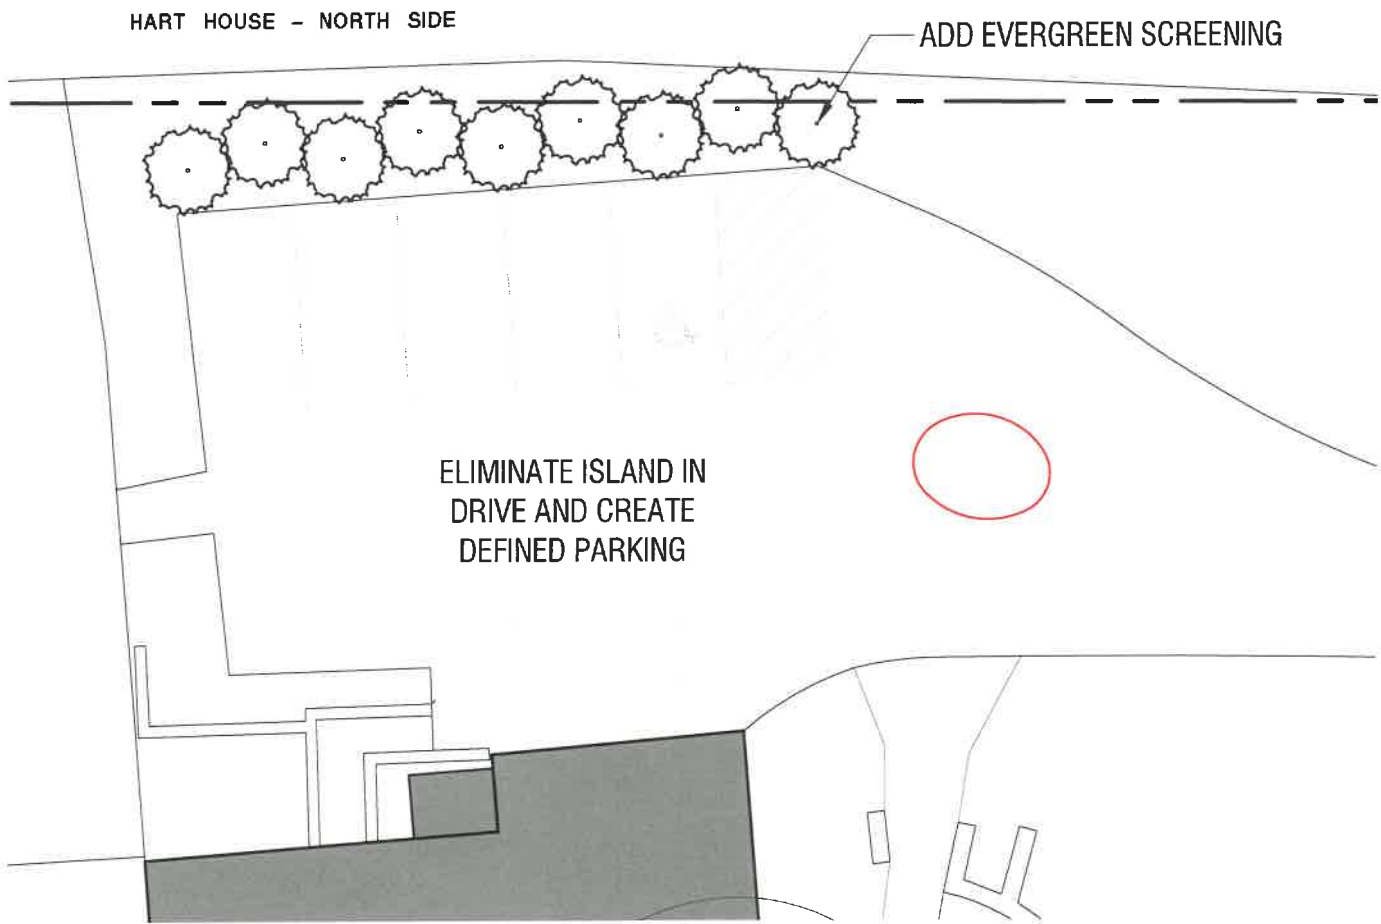 HART HOUSE - NORTH SIDE
ADD EVERGREEN SCREENING
ELIMINATE ISLAND IN
DRIVE AND CREATE
DEFINED PARKING